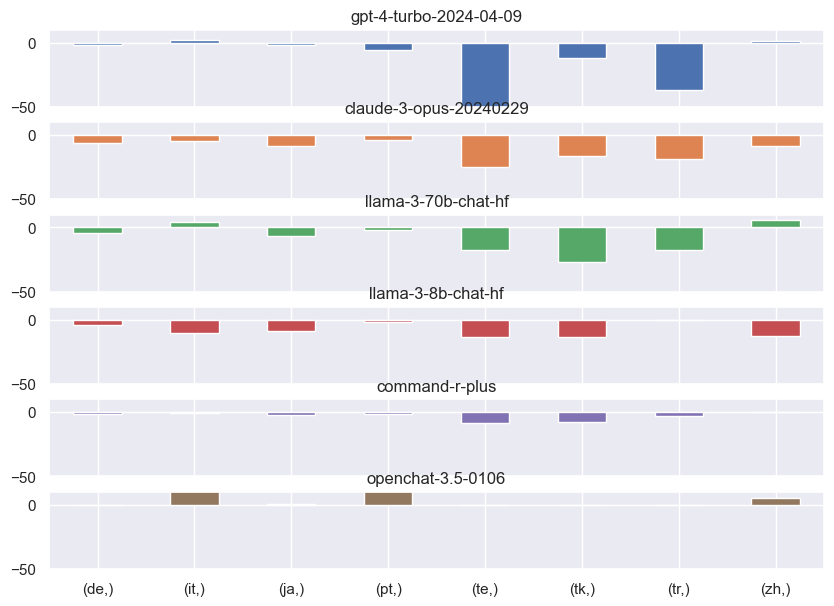 gpt-4-turbo-2024-04-09
0
−50
claude-3-opus-20240229
0
−50
llama-3-70b-chat-hf
0
−50
llama-3-8b-chat-hf
0
−50
command-r-plus
0
−50
openchat-3.5-0106
0
−50
(de,) (it,) (ja,) (pt,) (te,) (tk,) (tr,) (zh,)